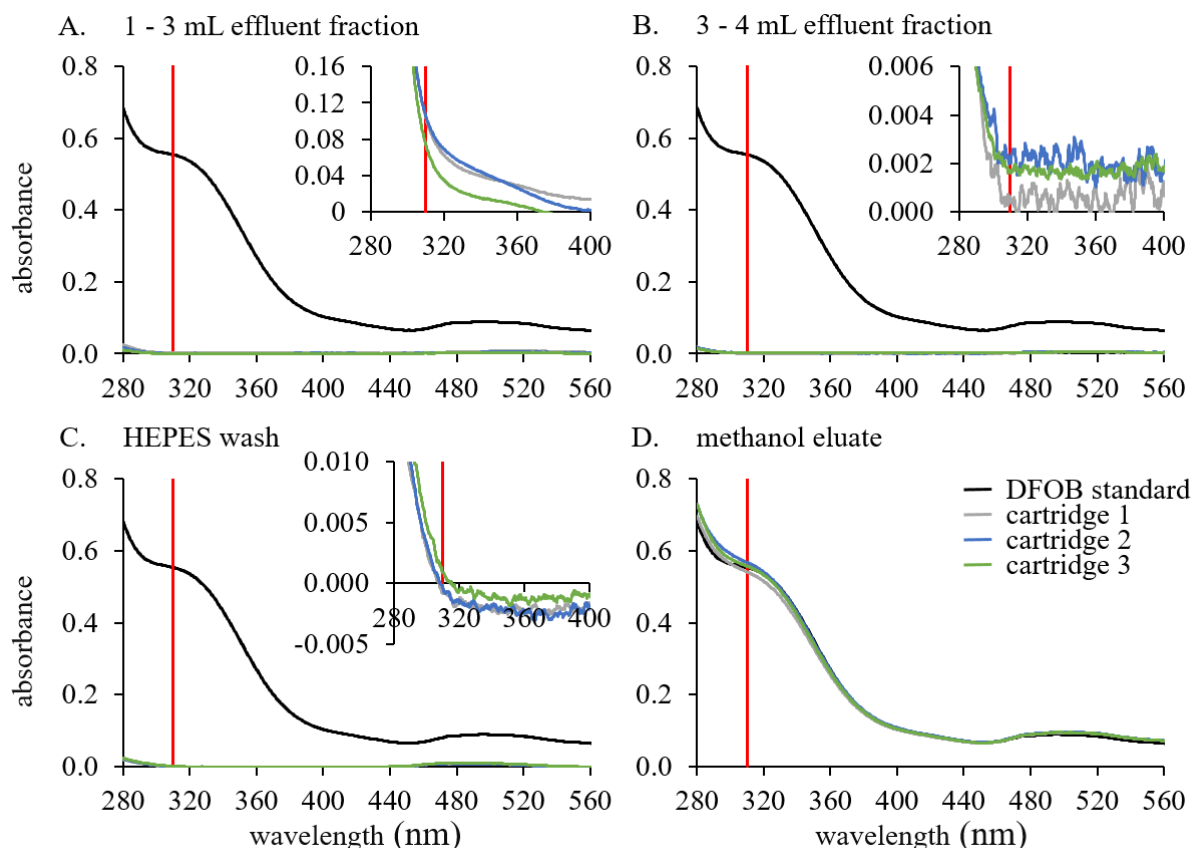 A. 1 - 3 mL effluent fraction
0.8
0.6
0.4
0.2
0.0
absorbance
280 320 360 400 440 480 520 560
0.16
0.12
0.08
0.04
0
280 320 360 400
B. 3 - 4 mL effluent fraction
0.8
0.6
0.4
0.2
0.0
280 320 360 400 440 480 520 560
0.006
0.004
0.002
0.000
280 320 360 400
C. HEPES wash
0.8
0.6
0.4
0.2
0.0
absorbance
280 320 360 400 440 480 520 560
wavelength (nm)
0.010
0.005
0.000
-0.005
280 320 360 400
D. methanol eluate
0.8
0.6
0.4
0.2
0.0
280 320 360 400 440 480 520 560
wavelength (nm)
DFOB standard
cartridge 1
cartridge 2
cartridge 3